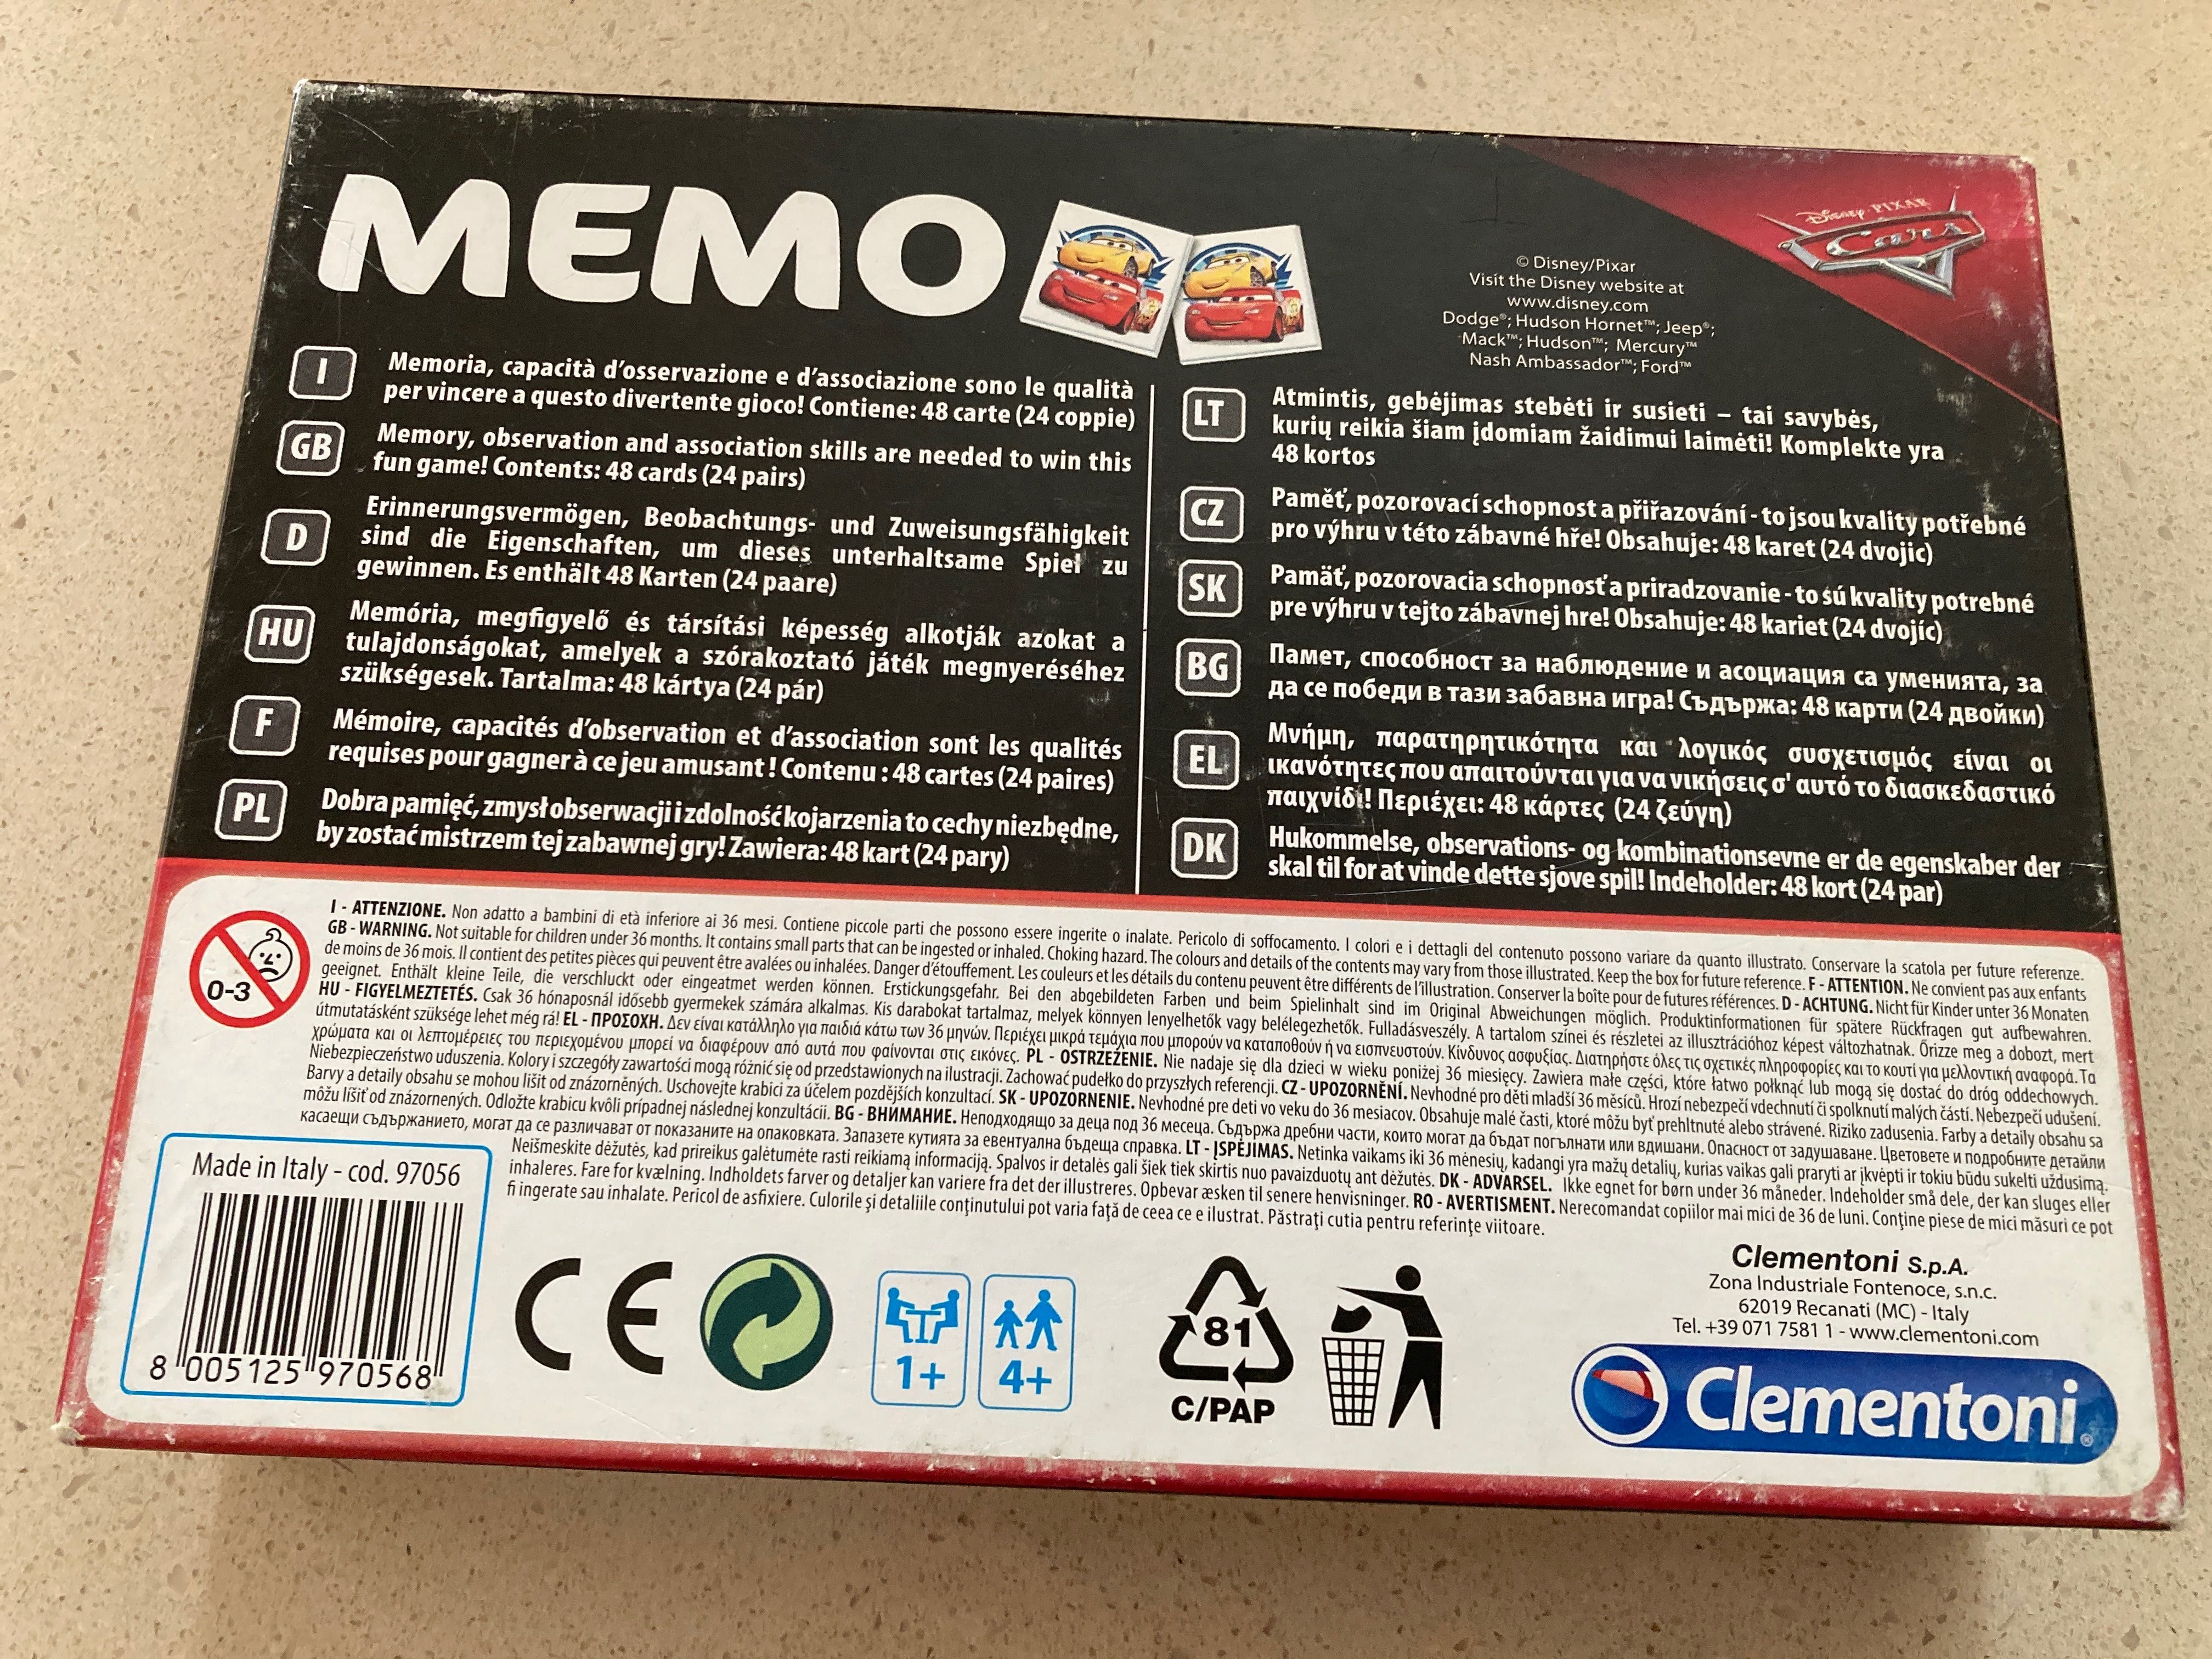 MEMO
Disney PIXAR
Cars
© Disney/Pixar
Visit the Disney website at
www.disney.com
Dodge®; Hudson Hornet™; Jeep®;
Mack™; Hudson™; Mercury™
Nash Ambassador™; Ford™
I
Memoria, capacità d'osservazione e d'associazione sono le qualità
per vincere a questo divertente gioco! Contiene: 48 carte (24 coppie)
GB
Memory, observation and association skills are needed to win this
fun game! Contents: 48 cards (24 pairs)
D
Erinnerungsvermögen, Beobachtungs- und Zuweisungsfähigkeit
sind die Eigenschaften, um dieses unterhaltsame Spiel zu
gewinnen. Es enthält 48 Karten (24 paare)
HU
Memória, megfigyelő és társítási képesség alkotják azokat a
tulajdonságokat, amelyek a szórakoztató játék megnyeréséhez
szükségesek. Tartalma: 48 kártya (24 pár)
F
Mémoire, capacités d'observation et d'association sont les qualités
requises pour gagner à ce jeu amusant ! Contenu : 48 cartes (24 paires)
PL
Dobra pamięć, zmysł obserwacji i zdolność kojarzenia to cechy niezbędne,
by zostać mistrzem tej zabawnej gry! Zawiera: 48 kart (24 pary)
LT
Atmintis, gebėjimas stebėti ir susieti – tai savybės,
kurių reikia šiam įdomiam žaidimui laimėti! Komplekte yra
48 kortos
CZ
Paměť, pozorovací schopnost a přiřazování - to jsou kvality potřebné
pro výhru v této zábavné hře! Obsahuje: 48 karet (24 dvojic)
SK
Pamäť, pozorovacia schopnosť a priradzovanie - to sú kvality potrebné
pre výhru v tejto zábavnej hre! Obsahuje: 48 kariet (24 dvojíc)
BG
Памет, способност за наблюдение и асоциация са уменията, за
да се победи в тази забавна игра! Съдържа: 48 карти (24 двойки)
EL
Μνήμη, παρατηρητικότητα και λογικός συσχετισμός είναι οι
ικανότητες που απαιτούνται για να νικήσεις σ' αυτό το διασκεδαστικό
παιχνίδι! Περιέχει: 48 κάρτες (24 ζεύγη)
DK
Hukommelse, observations- og kombinationsevne er de egenskaber der
skal til for at vinde dette sjove spil! Indeholder: 48 kort (24 par)
0-3
I - ATTENZIONE. Non adatto a bambini di età inferiore ai 36 mesi. Contiene piccole parti che possono essere ingerite o inalate. Pericolo di soffocamento. I colori e i dettagli del contenuto possono variare da quanto illustrato. Conservare la scatola per future referenze.
GB - WARNING. Not suitable for children under 36 months. It contains small parts that can be ingested or inhaled. Choking hazard. The colours and details of the contents may vary from those illustrated. Keep the box for future reference. F - ATTENTION. Ne convient pas aux enfants
de moins de 36 mois. Il contient des petites pièces qui peuvent être avalées ou inhalées. Danger d'étouffement. Les couleurs et les détails du contenu peuvent être différents de l'illustration. Conserver la boîte pour de futures références. D - ACHTUNG. Nicht für Kinder unter 36 Monaten
geeignet. Enthält kleine Teile, die verschluckt oder eingeatmet werden können. Erstickungsgefahr. Bei den abgebildeten Farben und beim Spielinhalt sind im Original Abweichungen möglich. Produktinformationen für spätere Rückfragen gut aufbewahren.
HU - FIGYELMEZTETÉS. Csak 36 hónaposnál idősebb gyermekek számára alkalmas. Kis darabokat tartalmaz, melyek könnyen lenyelhetők vagy belélegezhetők. Fulladásveszély. A tartalom színei és részletei az illusztrációhoz képest változhatnak. Őrizze meg a dobozt, mert
útmutatásként szüksége lehet még rá! EL - ΠΡΟΣΟΧΗ. Δεν είναι κατάλληλο για παιδιά κάτω των 36 μηνών. Περιέχει μικρά τεμάχια που μπορούν να καταποθούν ή να εισπνευστούν. Κίνδυνος ασφυξίας. Διατηρήστε όλες τις σχετικές πληροφορίες και το κουτί για μελλοντική αναφορά. Τα
χρώματα και οι λεπτομέρειες του περιεχομένου μπορεί να διαφέρουν από αυτά που φαίνονται στις εικόνες. PL - OSTRZEŻENIE. Nie nadaje się dla dzieci w wieku poniżej 36 miesięcy. Zawiera małe części, które łatwo połknąć lub mogą się dostać do dróg oddechowych.
Niebezpieczeństwo uduszenia. Kolory i szczegóły zawartości mogą różnić się od przedstawionych na ilustracji. Zachować pudełko do przyszłych referencji. CZ - UPOZORNĚNÍ. Nevhodné pro děti mladší 36 měsíců. Hrozí nebezpečí vdechnutí či spolknutí malých částí. Nebezpečí udušení.
Barvy a detaily obsahu se mohou lišit od znázorněných. Uschovejte krabici za účelem pozdějších konzultací. SK - UPOZORNENIE. Nevhodné pre deti vo veku do 36 mesiacov. Obsahuje malé časti, ktoré môžu byť prehltnuté alebo strávené. Riziko zadusenia. Farby a detaily obsahu sa
môžu líšiť od znázornených. Odložte krabicu kvôli prípadnej následnej konzultácii. BG - ВНИМАНИЕ. Неподходящо за деца под 36 месеца. Съдържа дребни части, които могат да бъдат погълнати или вдишани. Опасност от задушаване. Цветовете и подробните детайли
касаещи съдържанието, могат да се различават от показаните на опаковката. Запазете кутията за евентуална бъдеща справка. LT - ĮSPĖJIMAS. Netinka vaikams iki 36 mėnesių, kadangi yra mažų detalių, kurias vaikas gali praryti ar įkvėpti ir tokiu būdu sukelti uždusimą.
Neišmeskite dėžutės, kad prireikus galėtumėte rasti reikiamą informaciją. Spalvos ir detalės gali šiek tiek skirtis nuo pavaizduotų ant dėžutės. DK - ADVARSEL. Ikke egnet for børn under 36 måneder. Indeholder små dele, der kan sluges eller
inhaleres. Fare for kvælning. Indholdets farver og detaljer kan variere fra det der illustreres. Opbevar æsken til senere henvisninger. RO - AVERTISMENT. Nerecomandat copiilor mai mici de 36 de luni. Conţine piese de mici măsuri ce pot
fi ingerate sau inhalate. Pericol de asfixiere. Culorile şi detaliile conţinutului pot varia faţă de ceea ce e ilustrat. Păstraţi cutia pentru referinţe viitoare.
Made in Italy - cod. 97056
8 005125 970568
CE
1+
4+
81
C/PAP
Clementoni S.p.A.
Zona Industriale Fontenoce, s.n.c.
62019 Recanati (MC) - Italy
Tel. +39 071 7581 1 - www.clementoni.com
Clementoni®